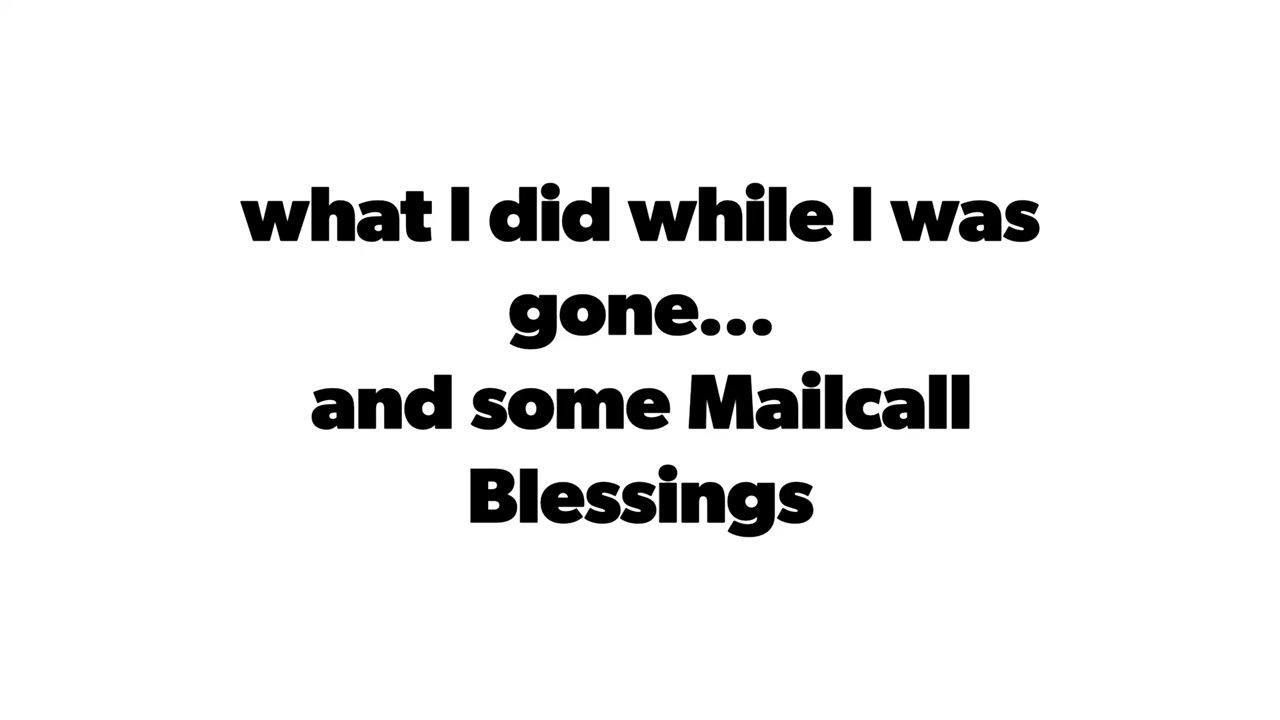 what I did while I was
gone...
and some Mailcall
Blessings